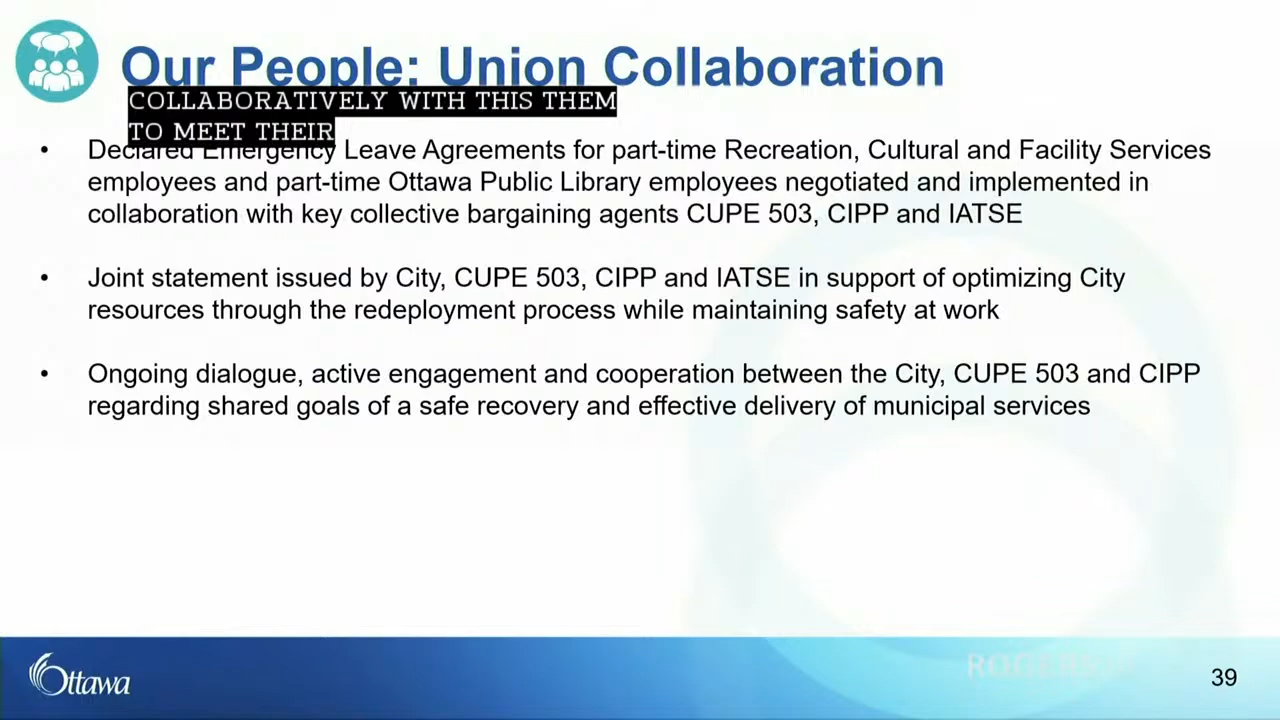 Our People: Union Collaboration
COLLABORATIVELY WITH THIS THEM
TO MEET THEIR
• Declared Emergency Leave Agreements for part-time Recreation, Cultural and Facility Services
employees and part-time Ottawa Public Library employees negotiated and implemented in
collaboration with key collective bargaining agents CUPE 503, CIPP and IATSE
• Joint statement issued by City, CUPE 503, CIPP and IATSE in support of optimizing City
resources through the redeployment process while maintaining safety at work
• Ongoing dialogue, active engagement and cooperation between the City, CUPE 503 and CIPP
regarding shared goals of a safe recovery and effective delivery of municipal services
Ottawa
ROGERS
39